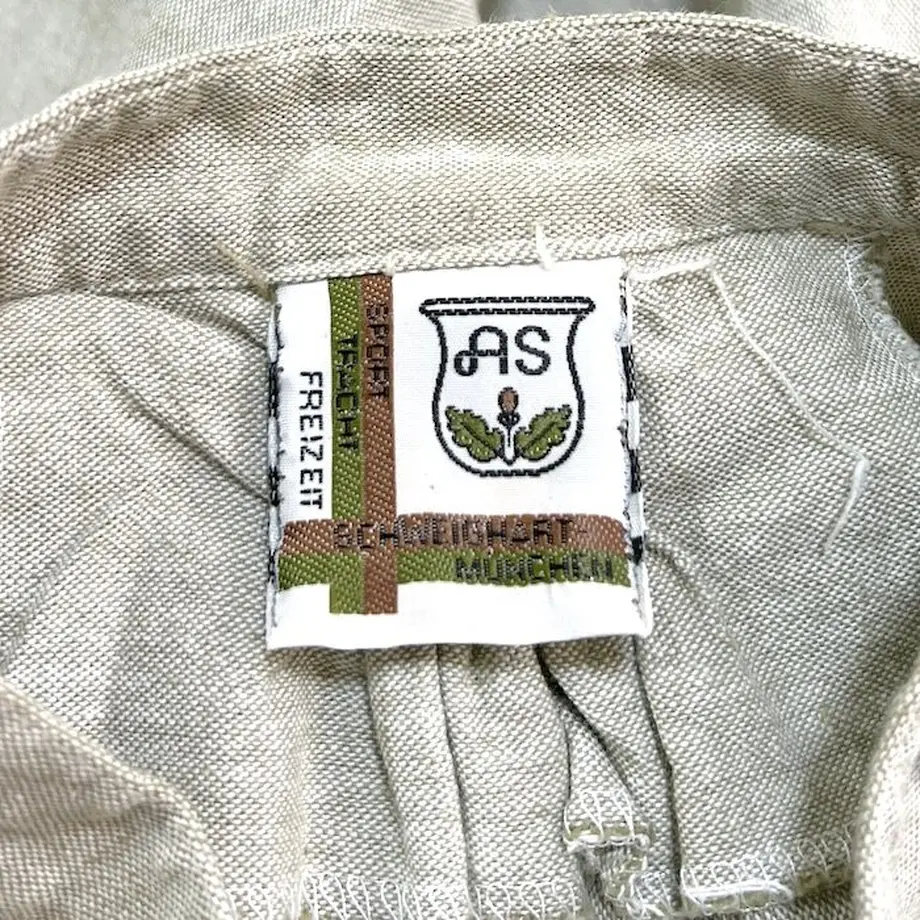 FREIZEIT
TRACHT
SPORT
AS
SCHWEIGHART-
MÜNCHEN